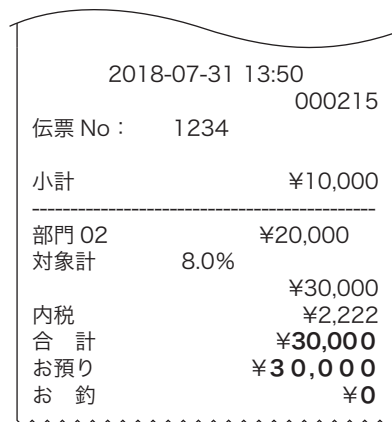 2018-07-31 13:50
000215
伝票 No： 1234
小計 ¥10,000
--------------------------------------------
部門 02 ¥20,000
対象計 8.0%
¥30,000
内税 ¥2,222
合　計 ¥30,000
お預り ¥30,000
お　釣 ¥0